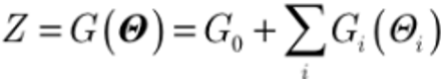 Z = G(Θ) = G₀ + ∑ᵢ Gᵢ(Θᵢ)